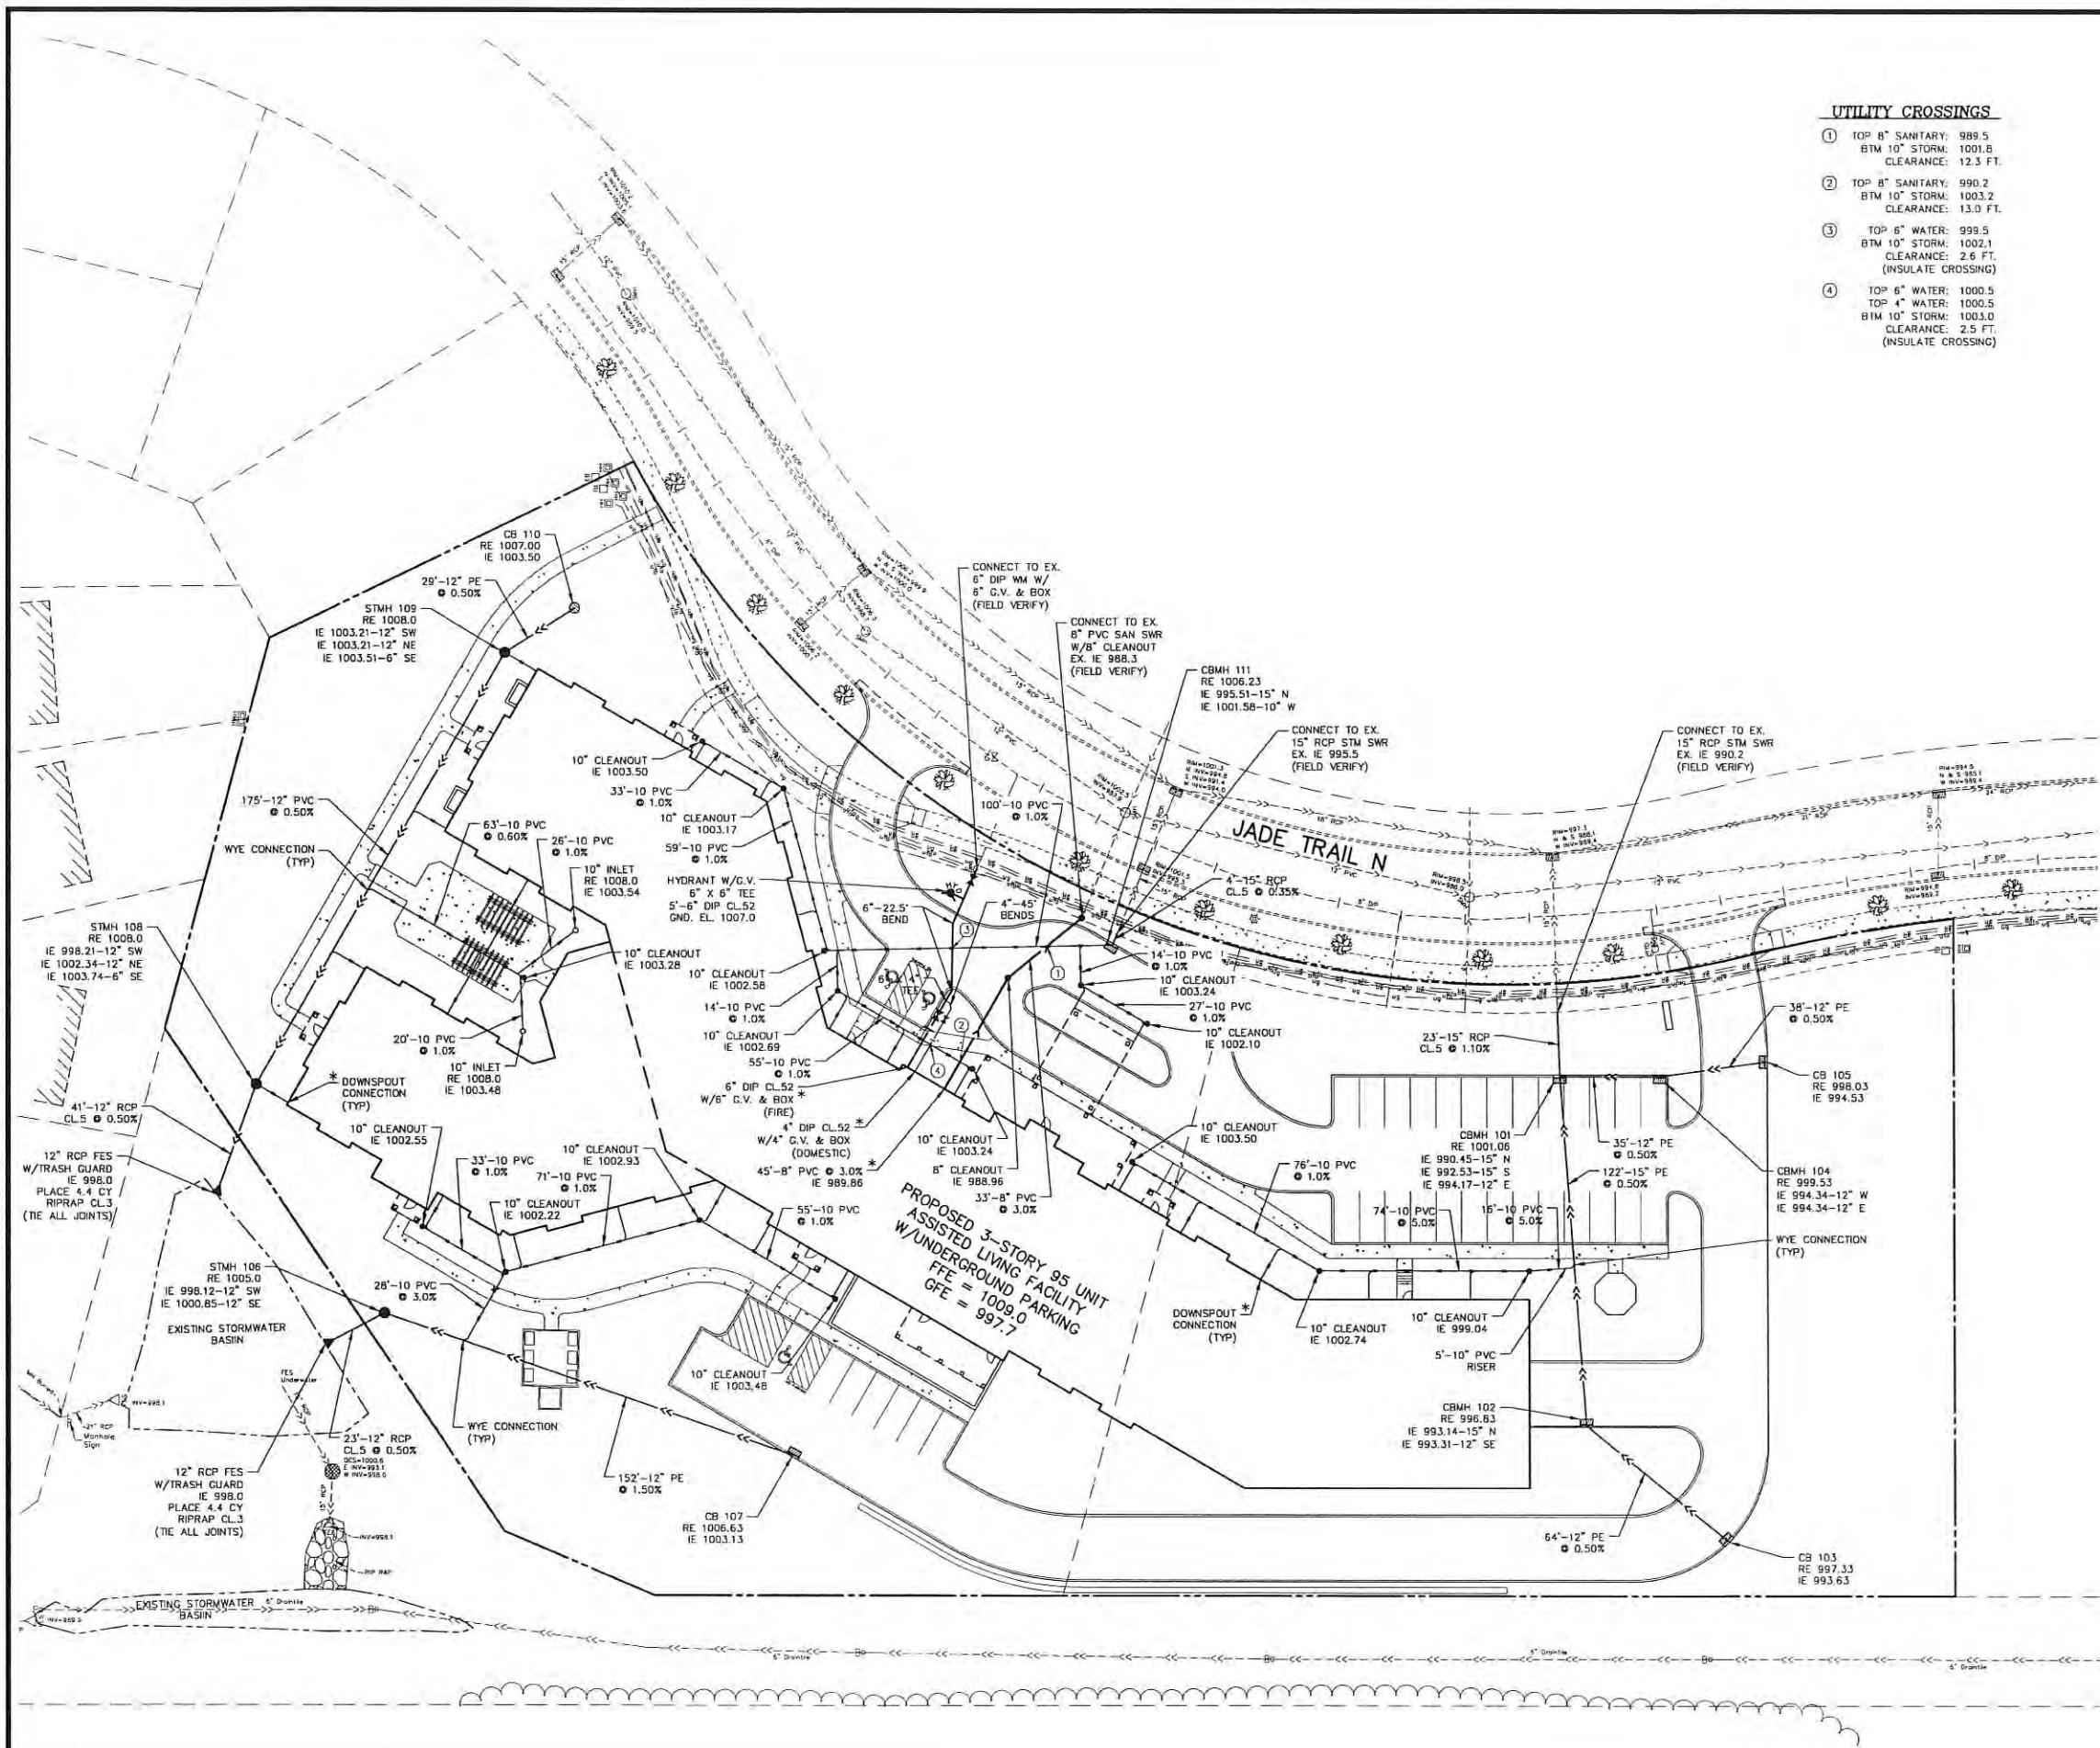 UTILITY CROSSINGS
1 TOP 8" SANITARY: 989.5
BTM 10" STORM: 1001.8
CLEARANCE: 12.3 FT.
2 TOP 8" SANITARY: 990.2
BTM 10" STORM: 1003.2
CLEARANCE: 13.0 FT.
3 TOP 6" WATER: 999.5
BTM 10" STORM: 1002.1
CLEARANCE: 2.6 FT.
(INSULATE CROSSING)
4 TOP 6" WATER: 1000.5
TOP 4" WATER: 1000.5
BTM 10" STORM: 1003.0
CLEARANCE: 2.5 FT.
(INSULATE CROSSING)
CB 110
RE 1007.00
IE 1003.50
29'-12" PE
@ 0.50%
STMH 109
RE 1008.0
IE 1003.21-12" SW
IE 1003.21-12" NE
IE 1003.51-6" SE
CONNECT TO EX.
6" DIP WM W/
6" G.V. & BOX
(FIELD VERIFY)
CONNECT TO EX.
8" PVC SAN SWR
W/8" CLEANOUT
EX. IE 988.3
(FIELD VERIFY)
CBMH 111
RE 1006.23
IE 995.51-15" N
IE 1001.58-10" W
CONNECT TO EX.
15" RCP STM SWR
EX. IE 995.5
(FIELD VERIFY)
CONNECT TO EX.
15" RCP STM SWR
EX. IE 990.2
(FIELD VERIFY)
JADE TRAIL N
10" CLEANOUT
IE 1003.50
33'-10 PVC
@ 1.0%
10" CLEANOUT
IE 1003.17
59'-10 PVC
@ 1.0%
HYDRANT W/G.V.
6" X 6" TEE
5'-6" DIP CL.52
GND. EL. 1007.0
HYD
100'-10 PVC
@ 1.0%
6"-22.5°
BEND
4"-45°
BENDS
4'-15" RCP
CL.5 @ 0.35%
175'-12" PVC
@ 0.50%
WYE CONNECTION
(TYP)
63'-10 PVC
@ 0.60%
26'-10 PVC
@ 1.0%
10" INLET
RE 1008.0
IE 1003.54
10" CLEANOUT
IE 1003.28
STMH 108
RE 1008.0
IE 998.21-12" SW
IE 1002.34-12" NE
IE 1003.74-6" SE
20'-10 PVC
@ 1.0%
10" INLET
RE 1008.0
IE 1003.48
* DOWNSPOUT
CONNECTION
(TYP)
41'-12" RCP
CL.5 @ 0.50%
12" RCP FES
W/TRASH GUARD
IE 998.0
PLACE 4.4 CY
RIPRAP CL.3
(TIE ALL JOINTS)
10" CLEANOUT
IE 1002.58
14'-10 PVC
@ 1.0%
10" CLEANOUT
IE 1002.69
55'-10 PVC
@ 1.0%
6" DIP CL.52
W/6" G.V. & BOX *
(FIRE)
4" DIP CL.52 *
W/4" G.V. & BOX
(DOMESTIC)
45'-8" PVC @ 3.0% *
IE 989.86
TEE
1
2
3
4
14'-10 PVC
@ 1.0%
10" CLEANOUT
IE 1003.24
27'-10 PVC
@ 1.0%
10" CLEANOUT
IE 1002.10
10" CLEANOUT
IE 1003.24
8" CLEANOUT
IE 988.96
33'-8" PVC
@ 3.0%
10" CLEANOUT
IE 1003.50
76'-10 PVC
@ 1.0%
74'-10 PVC
@ 5.0%
16'-10 PVC
@ 5.0%
23'-15" RCP
CL.5 @ 1.10%
38'-12" PE
@ 0.50%
CB 105
RE 998.03
IE 994.53
CBMH 101
RE 1001.06
IE 990.45-15" N
IE 992.53-15" S
IE 994.17-12" E
35'-12" PE
@ 0.50%
122'-15" PE
@ 0.50%
CBMH 104
RE 999.53
IE 994.34-12" W
IE 994.34-12" E
WYE CONNECTION
(TYP)
10" CLEANOUT
IE 1002.55
33'-10 PVC
@ 1.0%
71'-10 PVC
@ 1.0%
10" CLEANOUT
IE 1002.93
10" CLEANOUT
IE 1002.22
55'-10 PVC
@ 1.0%
PROPOSED 3-STORY 95 UNIT
ASSISTED LIVING FACILITY
W/UNDERGROUND PARKING
FFE = 1009.0
GFE = 997.7
STMH 106
RE 1005.0
IE 998.12-12" SW
IE 1000.85-12" SE
28'-10 PVC
@ 3.0%
EXISTING STORMWATER
BASIIN
DOWNSPOUT *
CONNECTION
(TYP)
10" CLEANOUT
IE 1002.74
10" CLEANOUT
IE 999.04
5'-10" PVC
RISER
10" CLEANOUT
IE 1003.48
WYE CONNECTION
(TYP)
23'-12" RCP
CL.5 @ 0.50%
12" RCP FES
W/TRASH GUARD
IE 998.0
PLACE 4.4 CY
RIPRAP CL.3
(TIE ALL JOINTS)
152'-12" PE
@ 1.50%
CB 107
RE 1006.63
IE 1003.13
CBMH 102
RE 996.83
IE 993.14-15" N
IE 993.31-12" SE
64'-12" PE
@ 0.50%
CB 103
RE 997.33
IE 993.63
FES
Underwater
21" RCP
Manhole
Sign
INV=998.1
15" RCP
RIP RAP
EXISTING STORMWATER
BASIIN
6" Draintile
6" Draintile
6" Draintile
6" Draintile